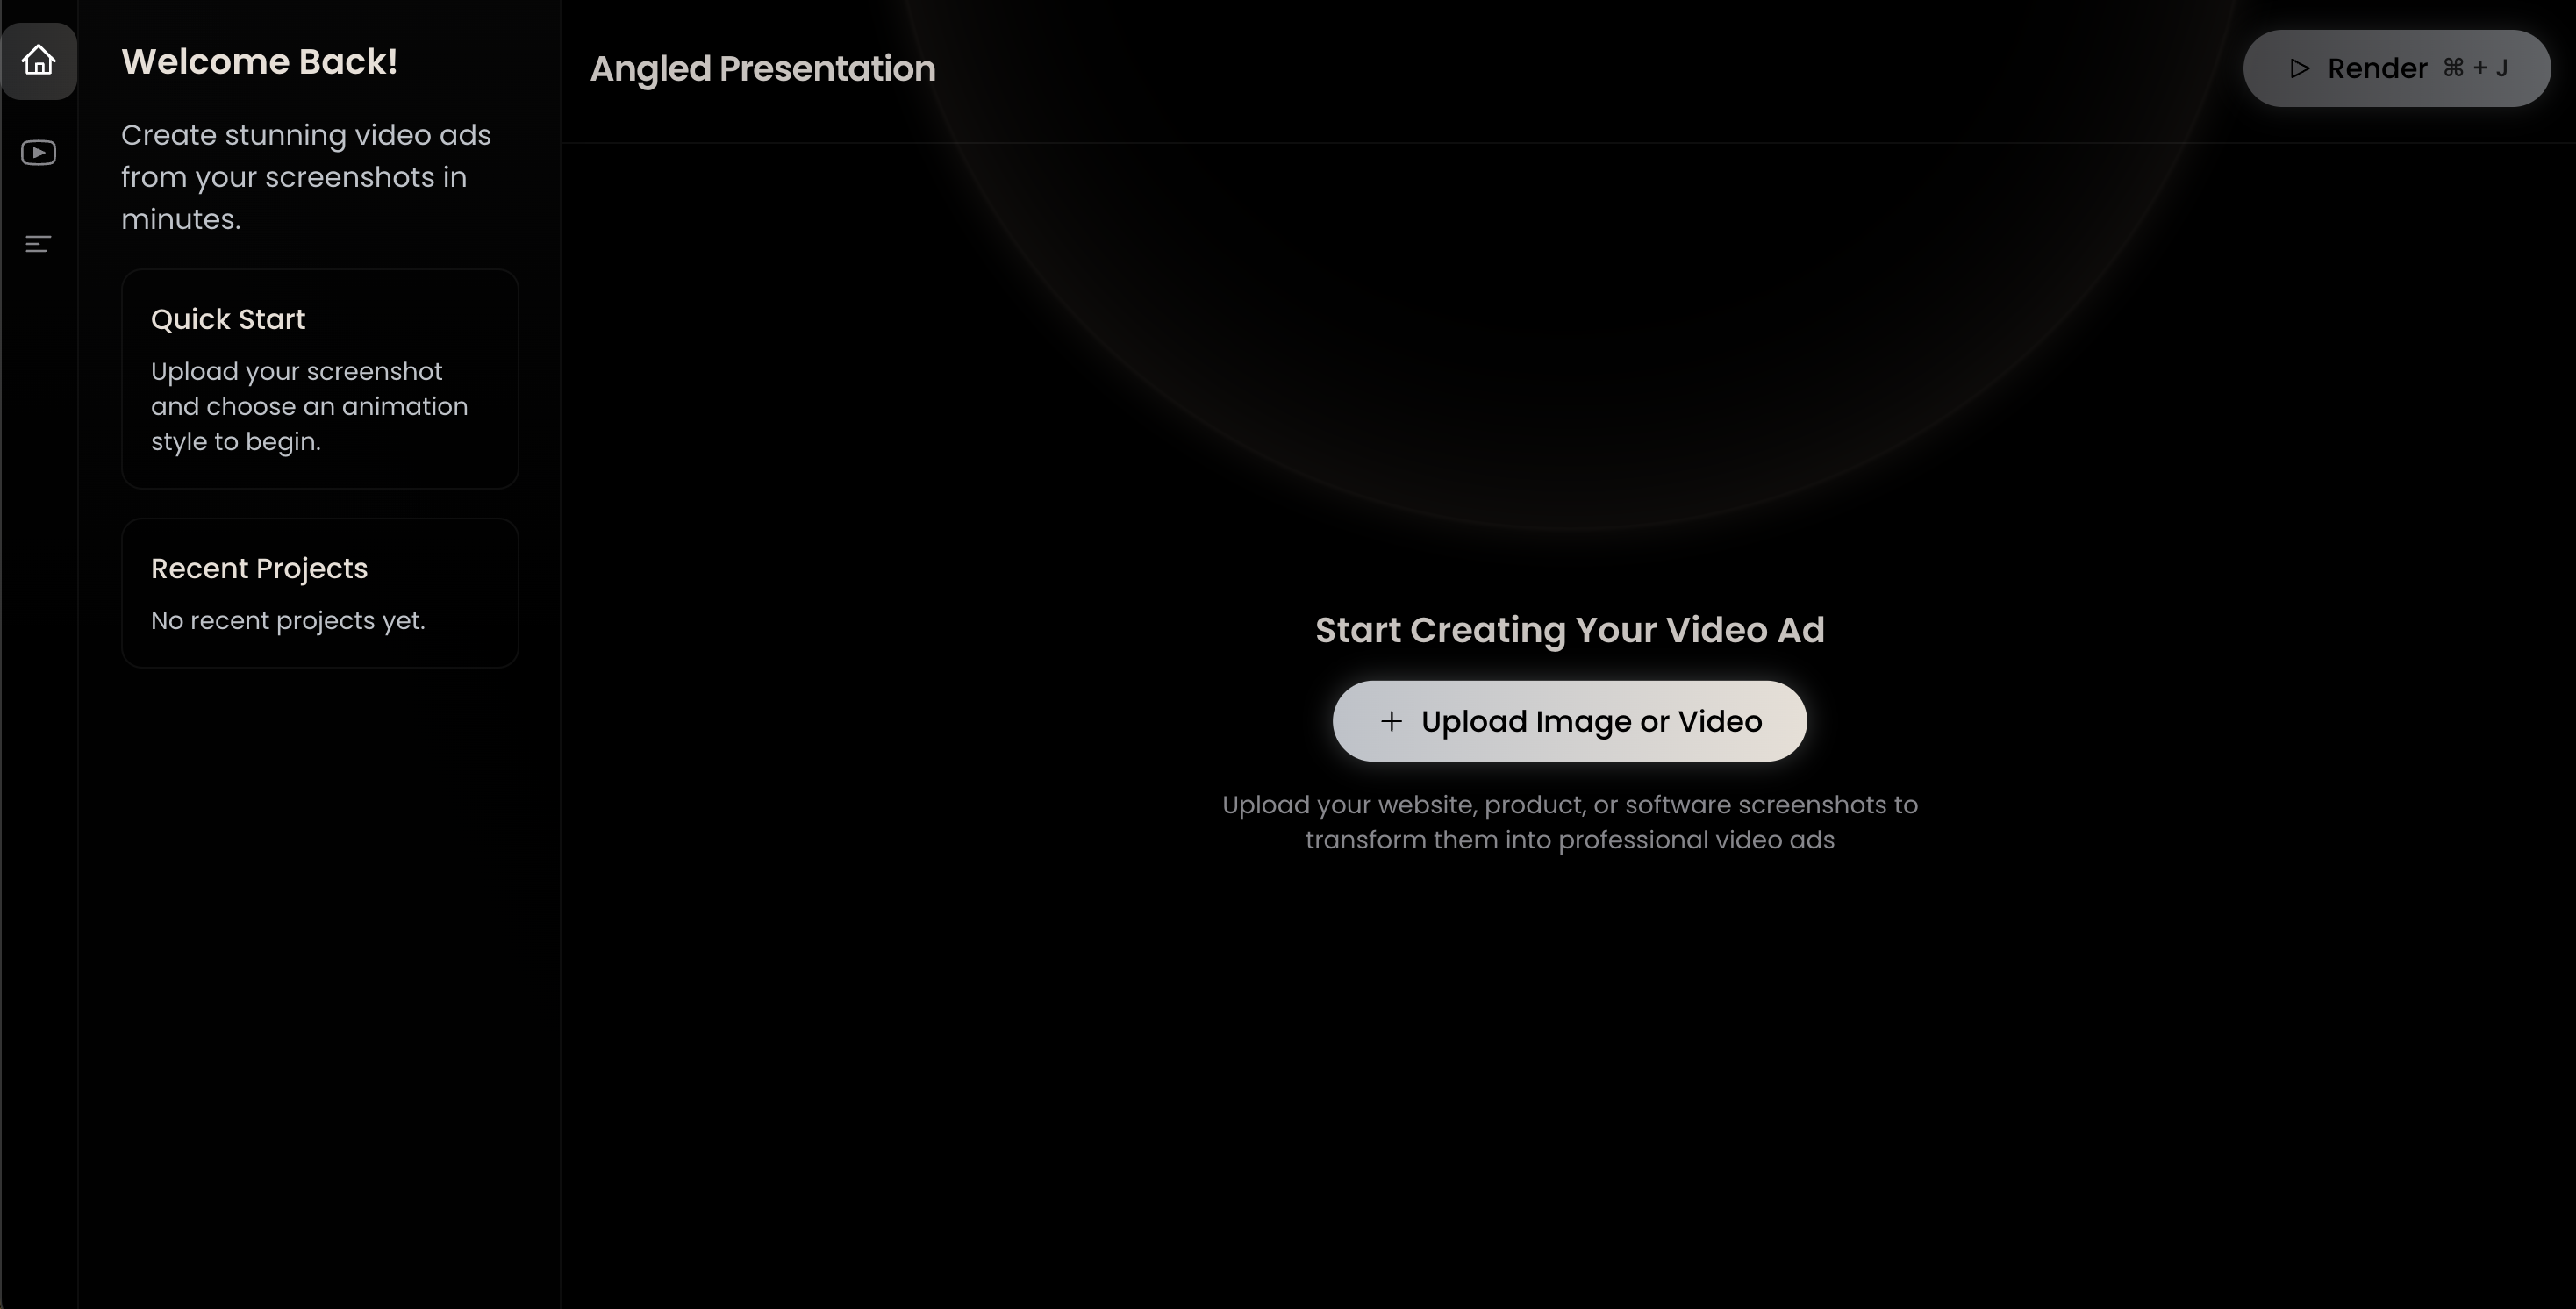 Welcome Back!
Create stunning video ads
from your screenshots in
minutes.
Quick Start
Upload your screenshot
and choose an animation
style to begin.
Recent Projects
No recent projects yet.
Angled Presentation
Render ⌘ + J
Start Creating Your Video Ad
+ Upload Image or Video
Upload your website, product, or software screenshots to
transform them into professional video ads